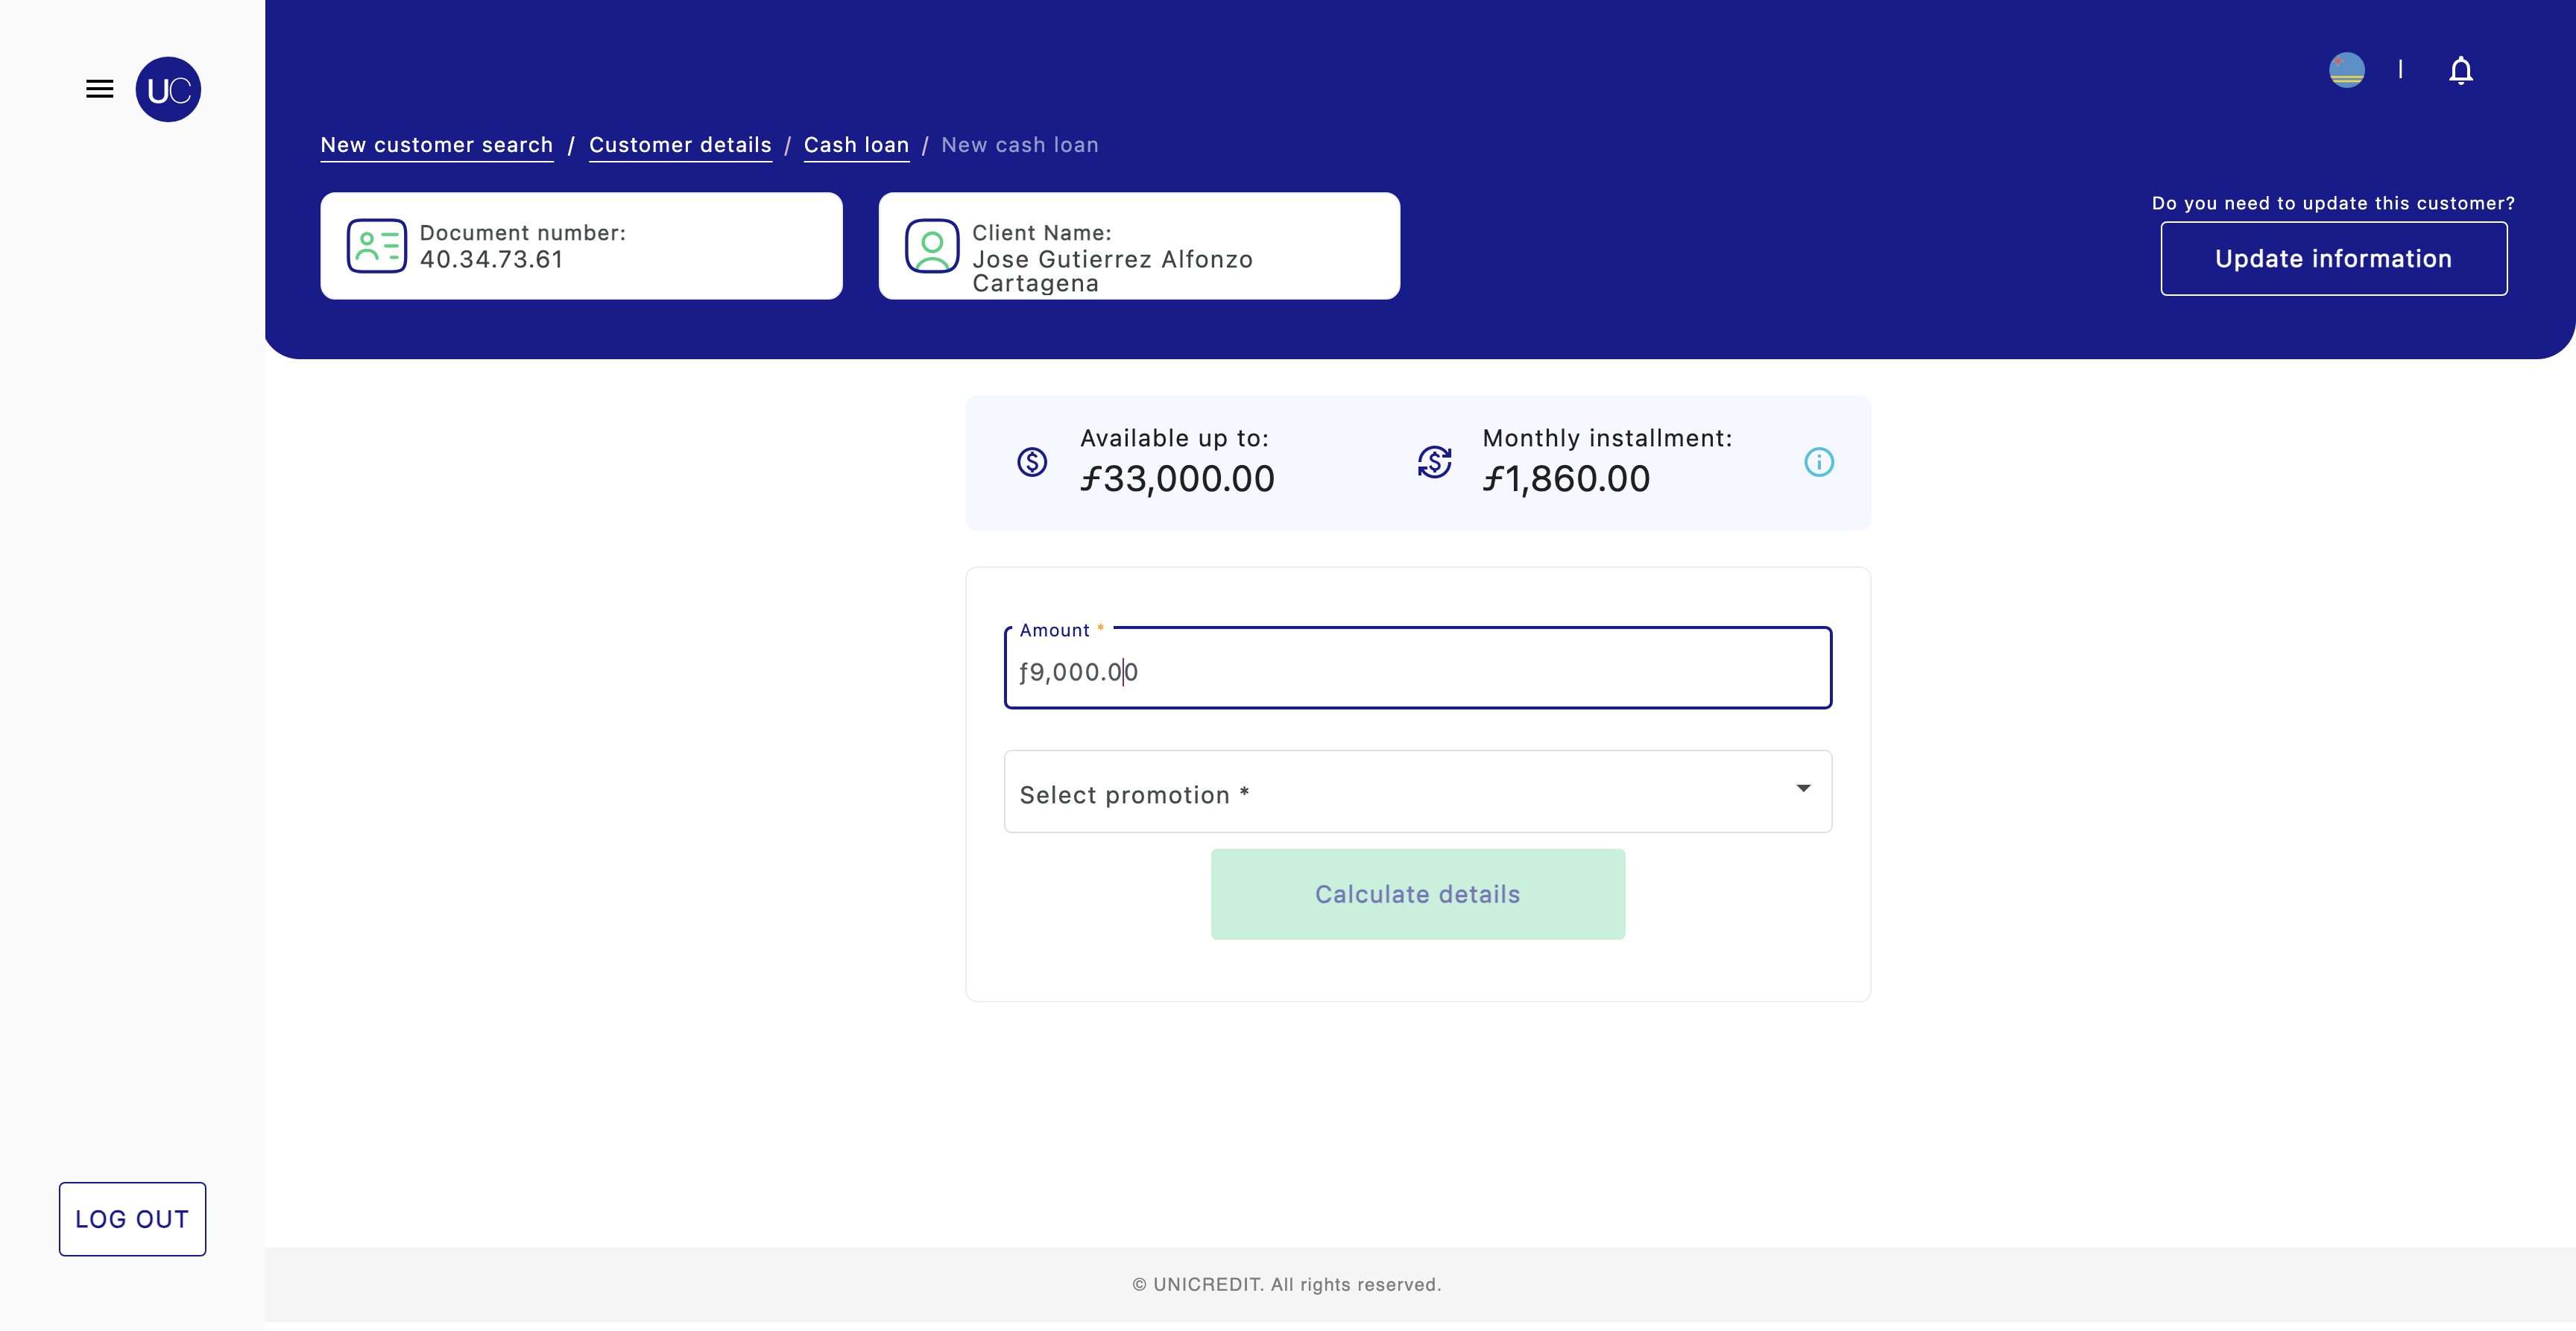 UC
New customer search / Customer details / Cash loan / New cash loan
Document number:
40.34.73.61
Client Name:
Jose Gutierrez Alfonzo
Cartagena
Do you need to update this customer?
Update information
Available up to:
ƒ33,000.00
Monthly installment:
ƒ1,860.00
Amount *
ƒ9,000.00
Select promotion *
Calculate details
LOG OUT
© UNICREDIT. All rights reserved.